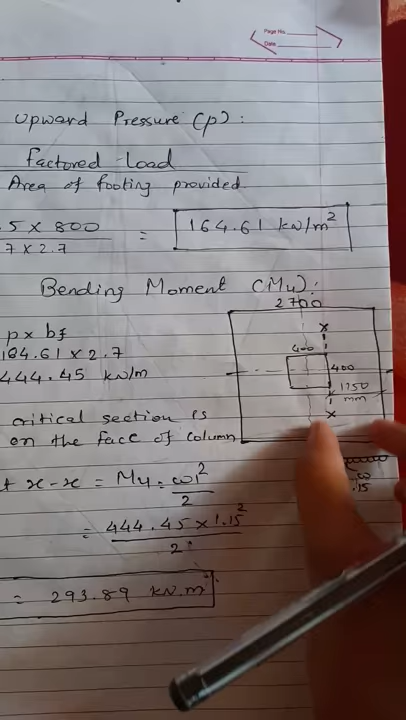 Page No.
Date
Upward Pressure (p):
Factored Load
Area of footing provided
5 x 800
7 x 2.7
= 164.61 kN/m²
Bending Moment (Mu):
2700
p x bf
164.61 x 2.7
444.45 kN/m
400
400
1150
mm
x
x
critical section is
on the face of column
x-x = Mu = ωl²
2
= 444.45 x 1.15²
2
ω
.15
= 293.89 kN.m